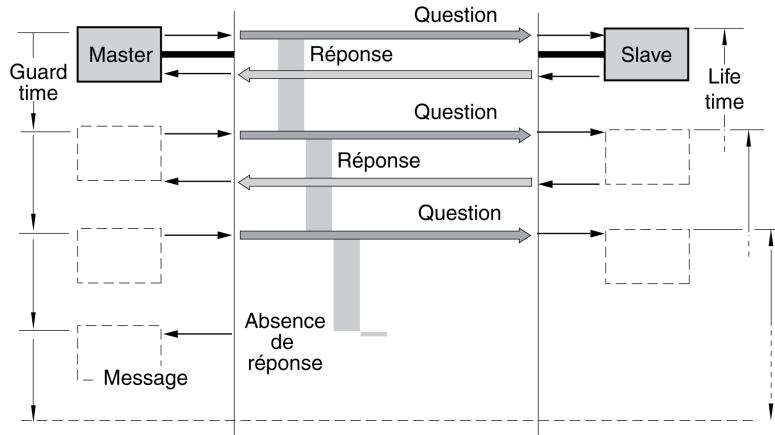 Question
Master
Réponse
Slave
Guard
time
Life
time
Question
Réponse
Question
Absence
de
réponse
Message